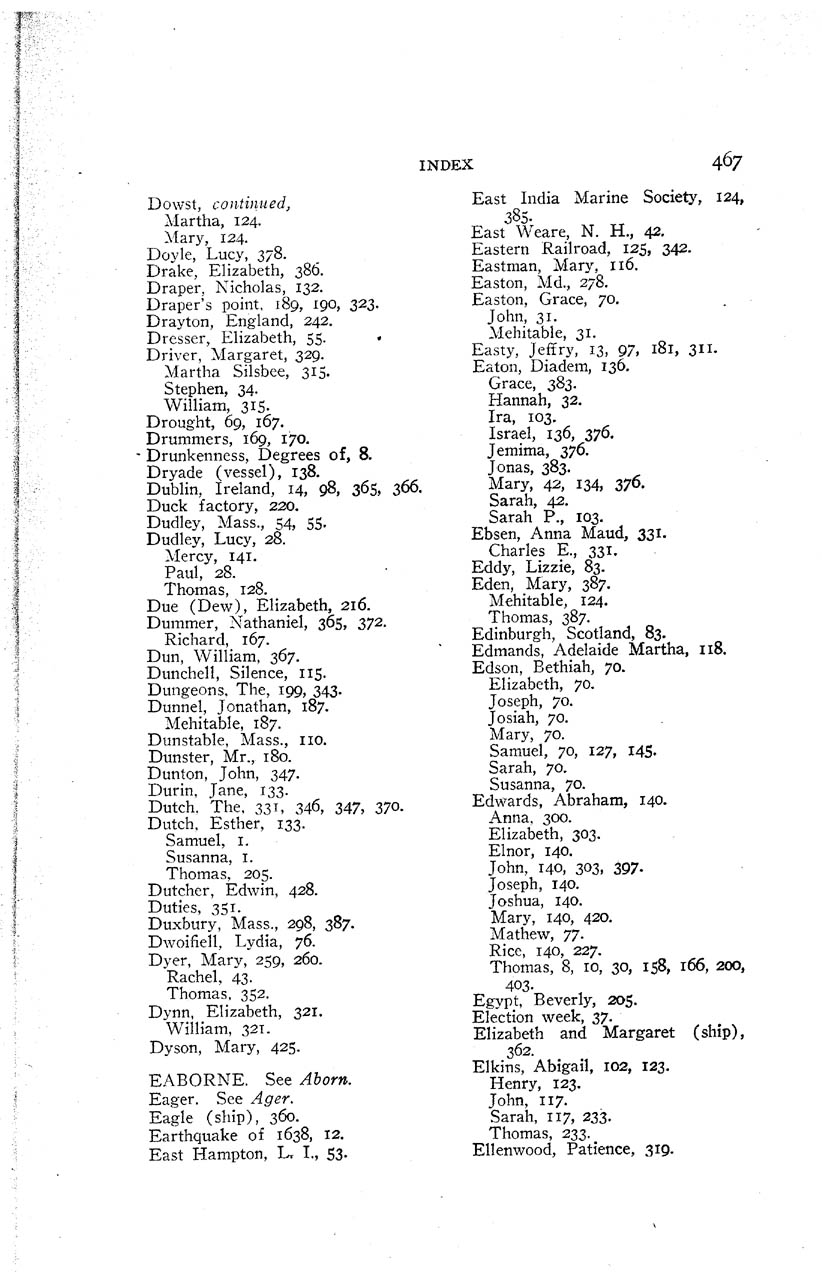 INDEX 467
Dowst, continued,
Martha, 124.
Mary, 124.
Doyle, Lucy, 378.
Drake, Elizabeth, 386.
Draper, Nicholas, 132.
Draper's point, 189, 190, 323.
Drayton, England, 242.
Dresser, Elizabeth, 55.
Driver, Margaret, 329.
Martha Silsbee, 315.
Stephen, 34.
William, 315.
Drought, 69, 167.
Drummers, 169, 170.
Drunkenness, Degrees of, 8.
Dryade (vessel), 138.
Dublin, Ireland, 14, 98, 365, 366.
Duck factory, 220.
Dudley, Mass., 54, 55.
Dudley, Lucy, 28.
Mercy, 141.
Paul, 28.
Thomas, 128.
Due (Dew), Elizabeth, 216.
Dummer, Nathaniel, 365, 372.
Richard, 167.
Dun, William, 367.
Dunchell, Silence, 115.
Dungeons, The, 199, 343.
Dunnel, Jonathan, 187.
Mehitable, 187.
Dunstable, Mass., 110.
Dunster, Mr., 180.
Dunton, John, 347.
Durin, Jane, 133.
Dutch, The, 331, 346, 347, 370.
Dutch, Esther, 133.
Samuel, 1.
Susanna, 1.
Thomas, 205.
Dutcher, Edwin, 428.
Duties, 351.
Duxbury, Mass., 298, 387.
Dwoifiell, Lydia, 76.
Dyer, Mary, 259, 260.
Rachel, 43.
Thomas, 352.
Dynn, Elizabeth, 321.
William, 321.
Dyson, Mary, 425.
EABORNE. See Aborn.
Eager. See Ager.
Eagle (ship), 360.
Earthquake of 1638, 12.
East Hampton, L. I., 53.
East India Marine Society, 124,
385.
East Weare, N. H., 42.
Eastern Railroad, 125, 342.
Eastman, Mary, 116.
Easton, Md., 278.
Easton, Grace, 70.
John, 31.
Mehitable, 31.
Easty, Jeffry, 13, 97, 181, 311.
Eaton, Diadem, 136.
Grace, 383.
Hannah, 32.
Ira, 103.
Israel, 136, 376.
Jemima, 376.
Jonas, 383.
Mary, 42, 134, 376.
Sarah, 42.
Sarah P., 103.
Ebsen, Anna Maud, 331.
Charles E., 331.
Eddy, Lizzie, 83.
Eden, Mary, 387.
Mehitable, 124.
Thomas, 387.
Edinburgh, Scotland, 83.
Edmands, Adelaide Martha, 118.
Edson, Bethiah, 70.
Elizabeth, 70.
Joseph, 70.
Josiah, 70.
Mary, 70.
Samuel, 70, 127, 145.
Sarah, 70.
Susanna, 70.
Edwards, Abraham, 140.
Anna, 300.
Elizabeth, 303.
Elnor, 140.
John, 140, 303, 397.
Joseph, 140.
Joshua, 140.
Mary, 140, 420.
Mathew, 77.
Rice, 140, 227.
Thomas, 8, 10, 30, 158, 166, 200,
403.
Egypt, Beverly, 205.
Election week, 37.
Elizabeth and Margaret (ship),
362.
Elkins, Abigail, 102, 123.
Henry, 123.
John, 117.
Sarah, 117, 233.
Thomas, 233.
Ellenwood, Patience, 319.